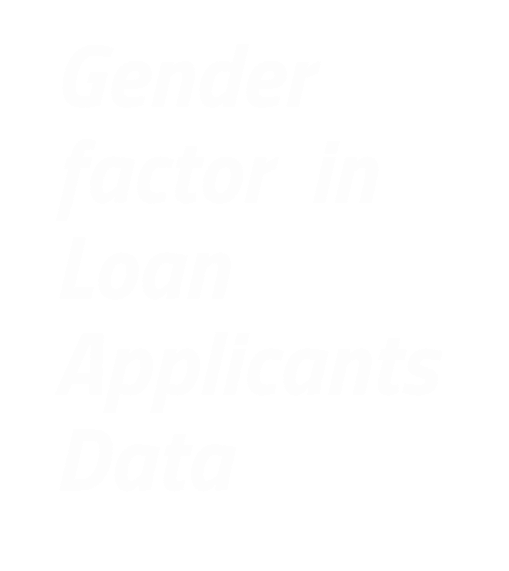 Gender
factor in
Loan
Applicants
Data